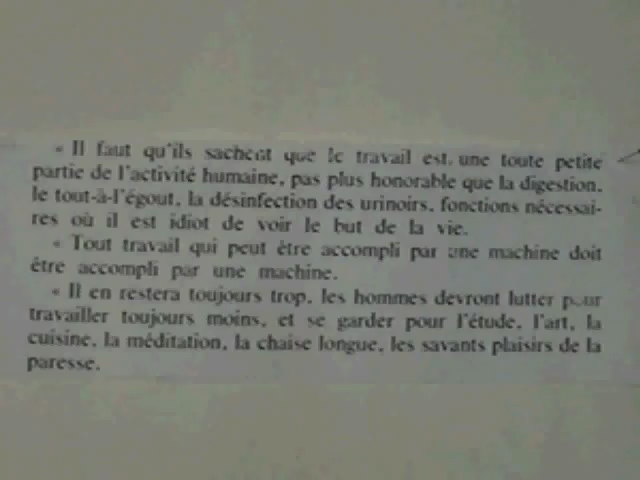 « Il faut qu'ils sachent que le travail est, une toute petite
partie de l'activité humaine, pas plus honorable que la digestion,
le tout-à-l'égout, la désinfection des urinoirs, fonctions nécessai-
res où il est idiot de voir le but de la vie.
« Tout travail qui peut être accompli par une machine doit
être accompli par une machine.
« Il en restera toujours trop, les hommes devront lutter pour
travailler toujours moins, et se garder pour l'étude, l'art, la
cuisine, la méditation, la chaise longue, les savants plaisirs de la
paresse.